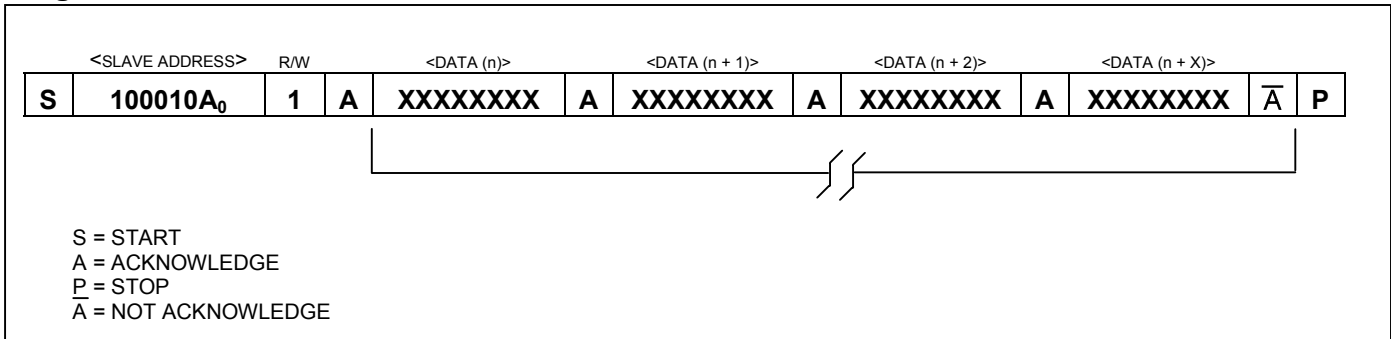 <SLAVE ADDRESS> R/W <DATA (n)> <DATA (n + 1)> <DATA (n + 2)> <DATA (n + X)>
S 100010A₀ 1 A XXXXXXXX A XXXXXXXX A XXXXXXXX A XXXXXXXX A̅ P
S = START
A = ACKNOWLEDGE
P = STOP
A̅ = NOT ACKNOWLEDGE